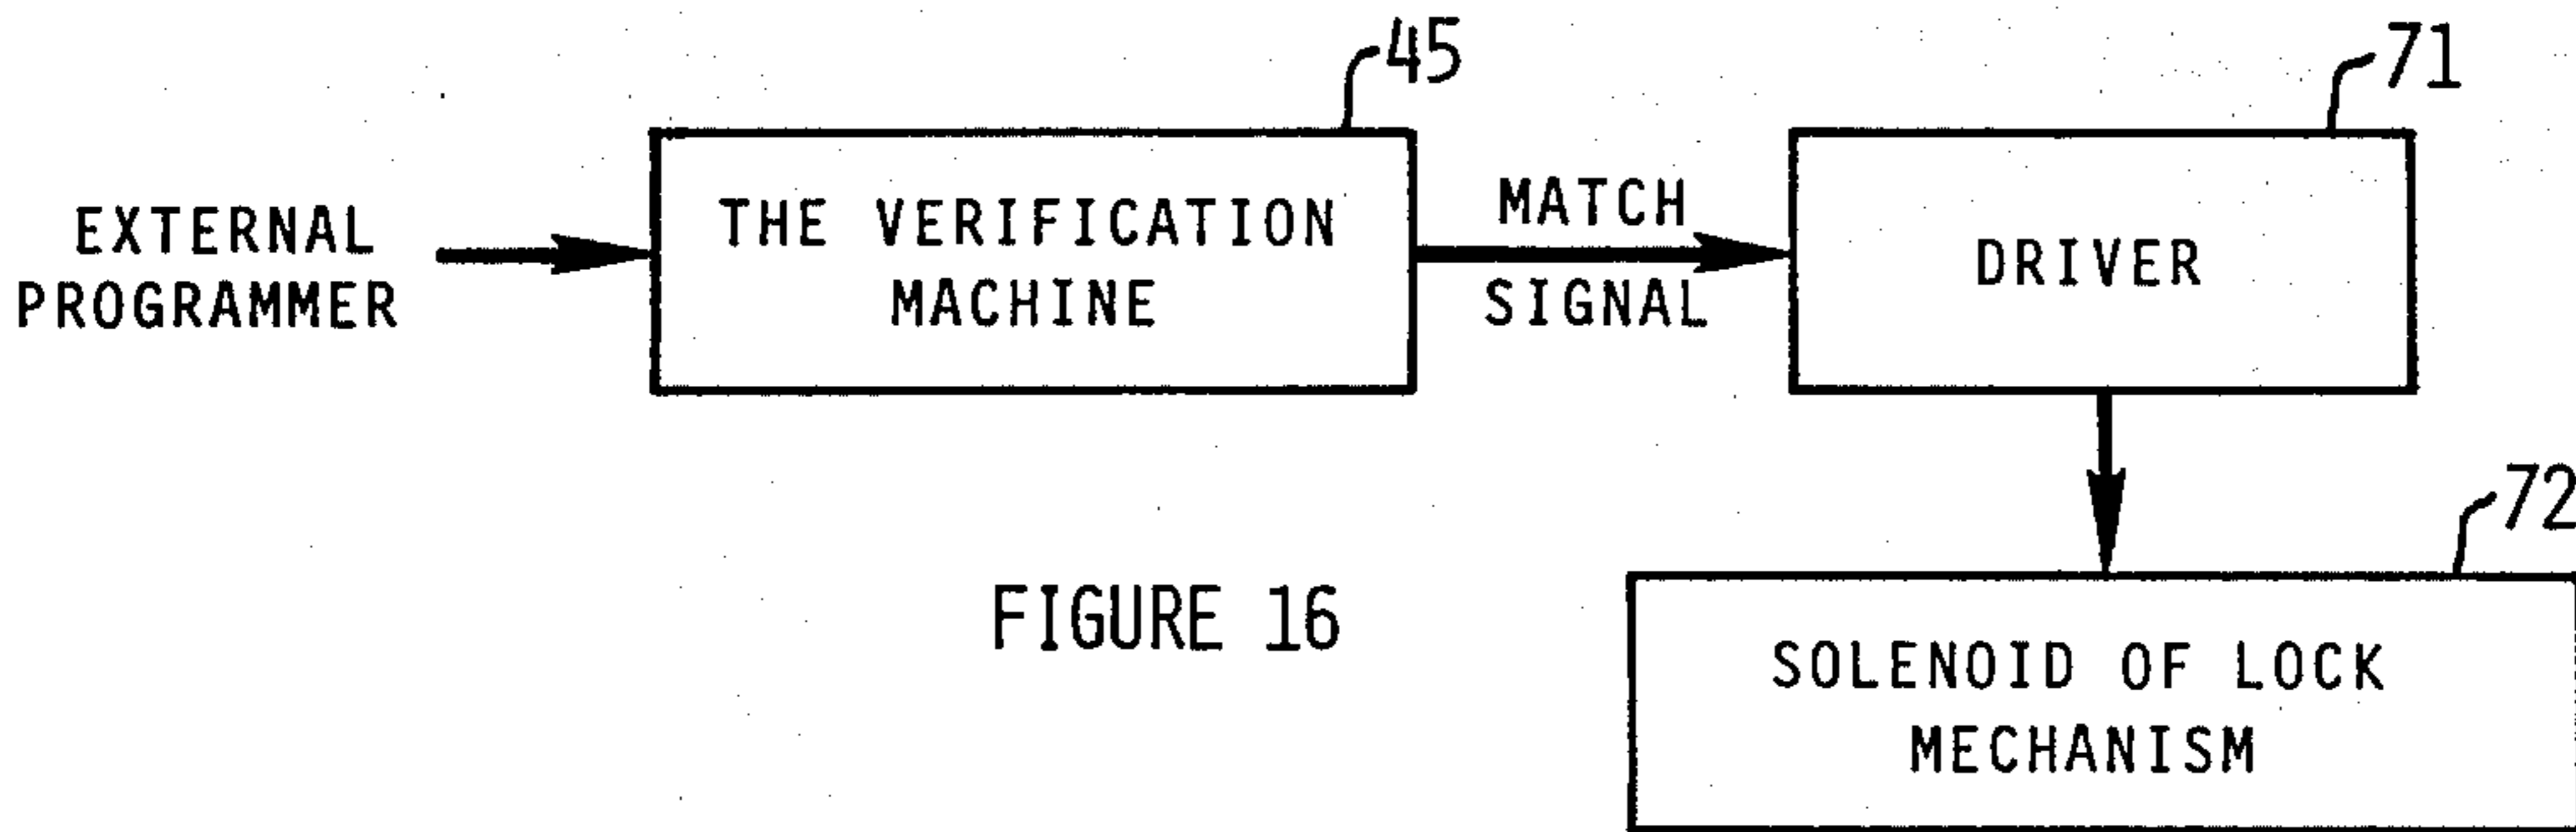 45
71
EXTERNAL
PROGRAMMER
THE VERIFICATION
MACHINE
MATCH
SIGNAL
DRIVER
72
FIGURE 16
SOLENOID OF LOCK
MECHANISM